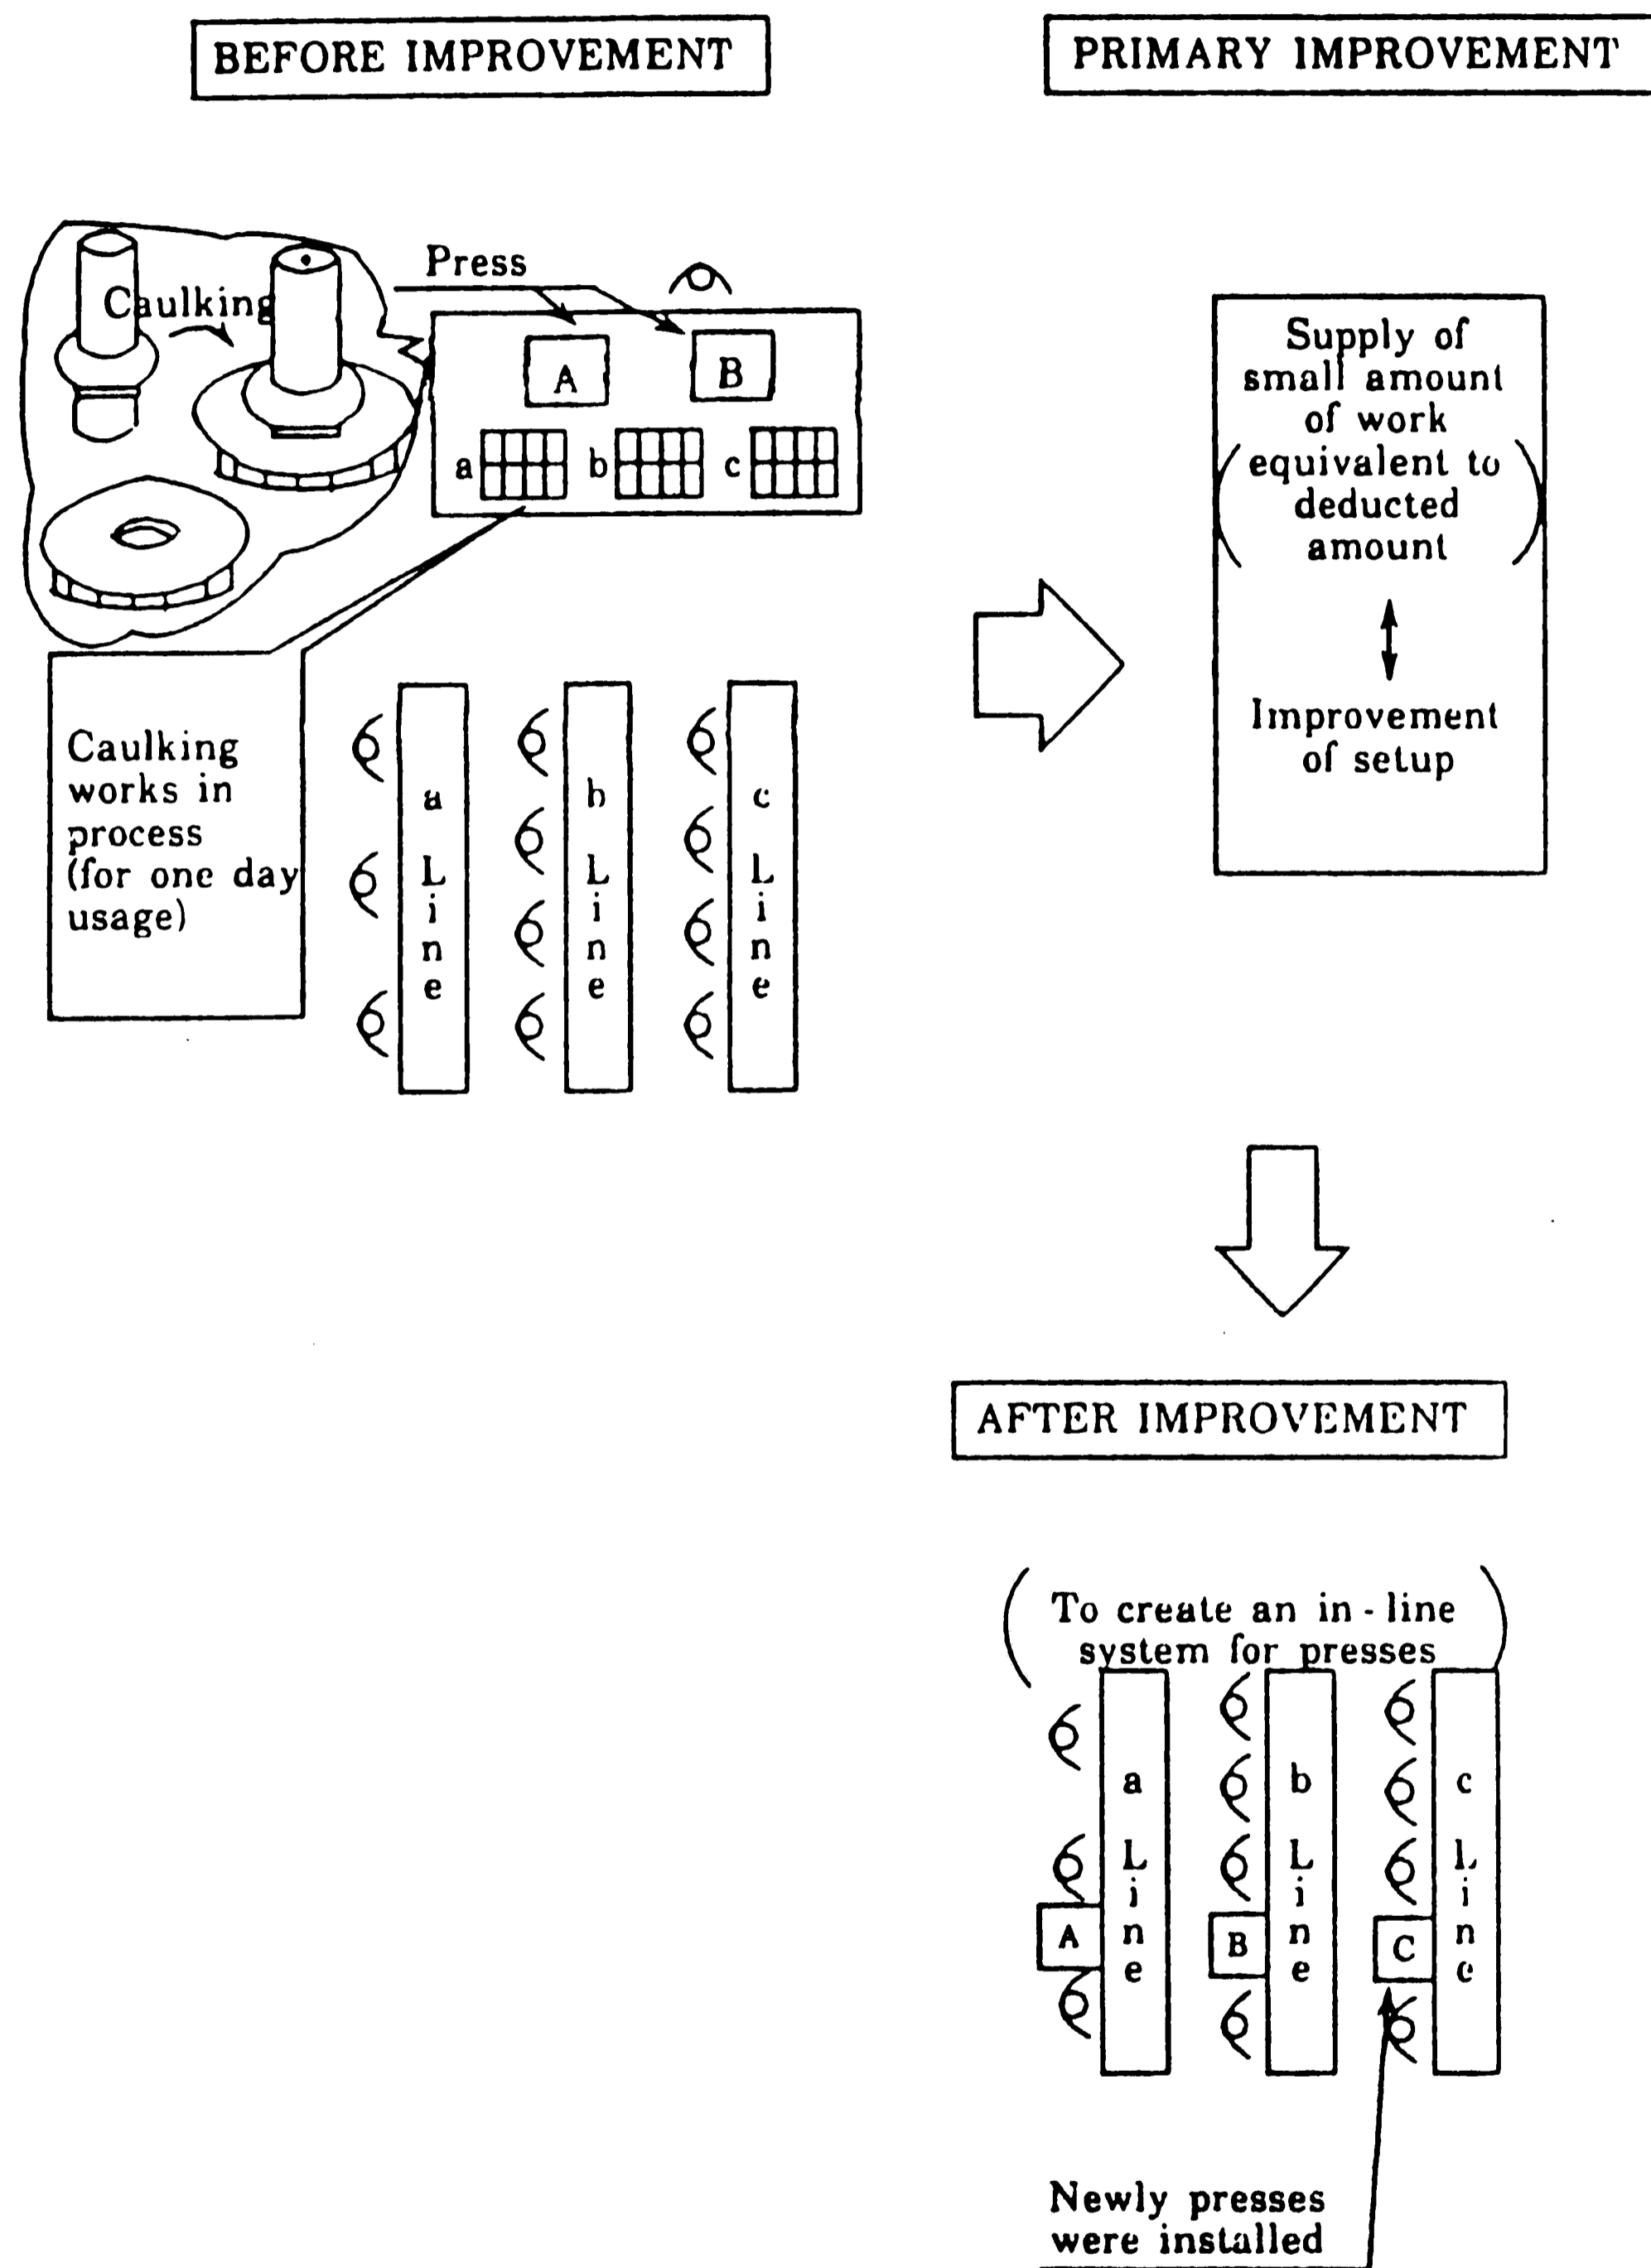 BEFORE IMPROVEMENT
PRIMARY IMPROVEMENT
Caulking
Press
A
B
a
b
c
Caulking
works in
process
(for one day
usage)
a Line
b Line
c Line
Supply of
small amount
of work
(equivalent to
deducted
amount)
Improvement
of setup
AFTER IMPROVEMENT
(To create an in-line
system for presses)
a Line
b Line
c Line
A
B
C
Newly presses
were installed